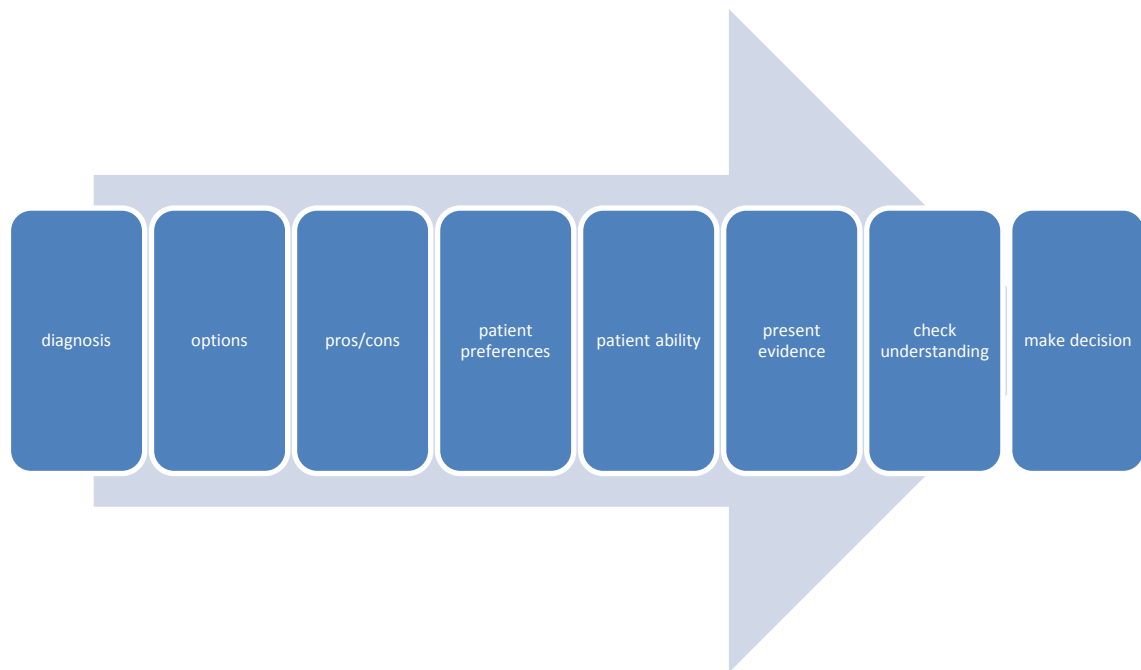 diagnosis
options
pros/cons
patient
preferences
patient ability
present
evidence
check
understanding
make decision